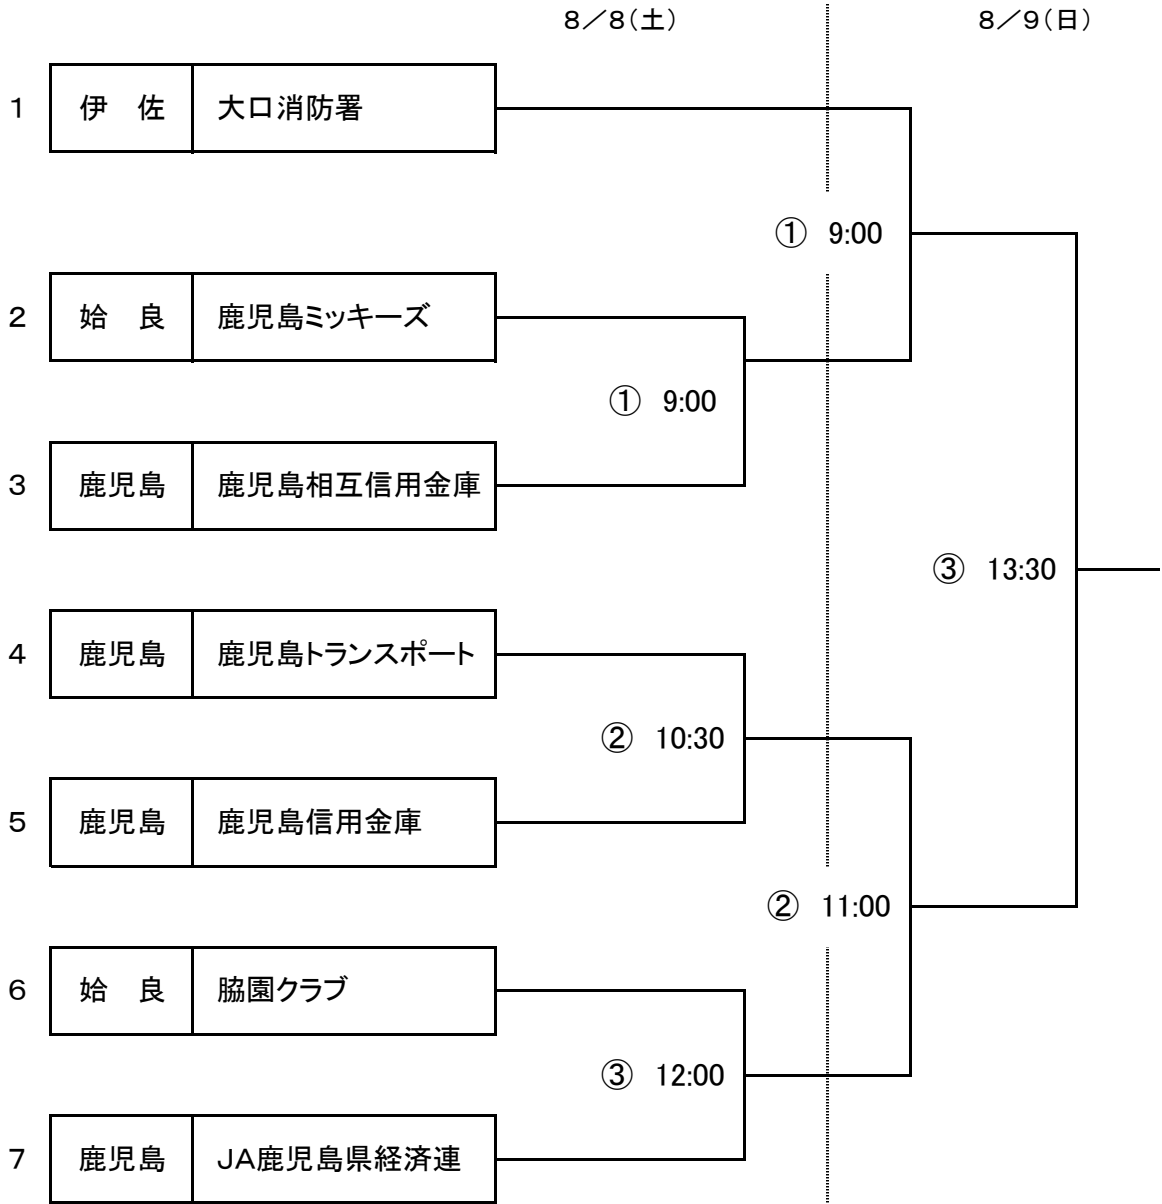 ８／８（土） ８／９（日）
1 伊　佐 大口消防署
① 9:00
2 姶　良 鹿児島ミッキーズ
① 9:00
3 鹿児島 鹿児島相互信用金庫
③ 13:30
4 鹿児島 鹿児島トランスポート
② 10:30
5 鹿児島 鹿児島信用金庫
② 11:00
6 姶　良 脇園クラブ
③ 12:00
7 鹿児島 JA鹿児島県経済連